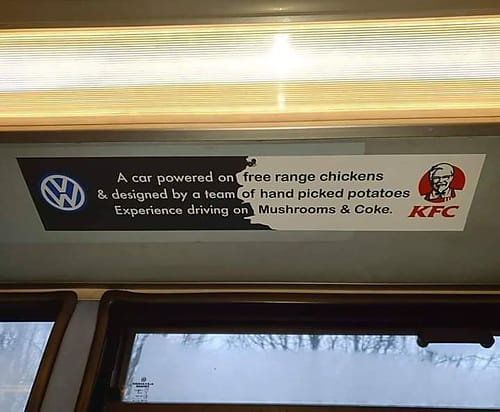 A car powered on free range chickens
& designed by a team of hand picked potatoes
Experience driving on Mushrooms & Coke.
KFC